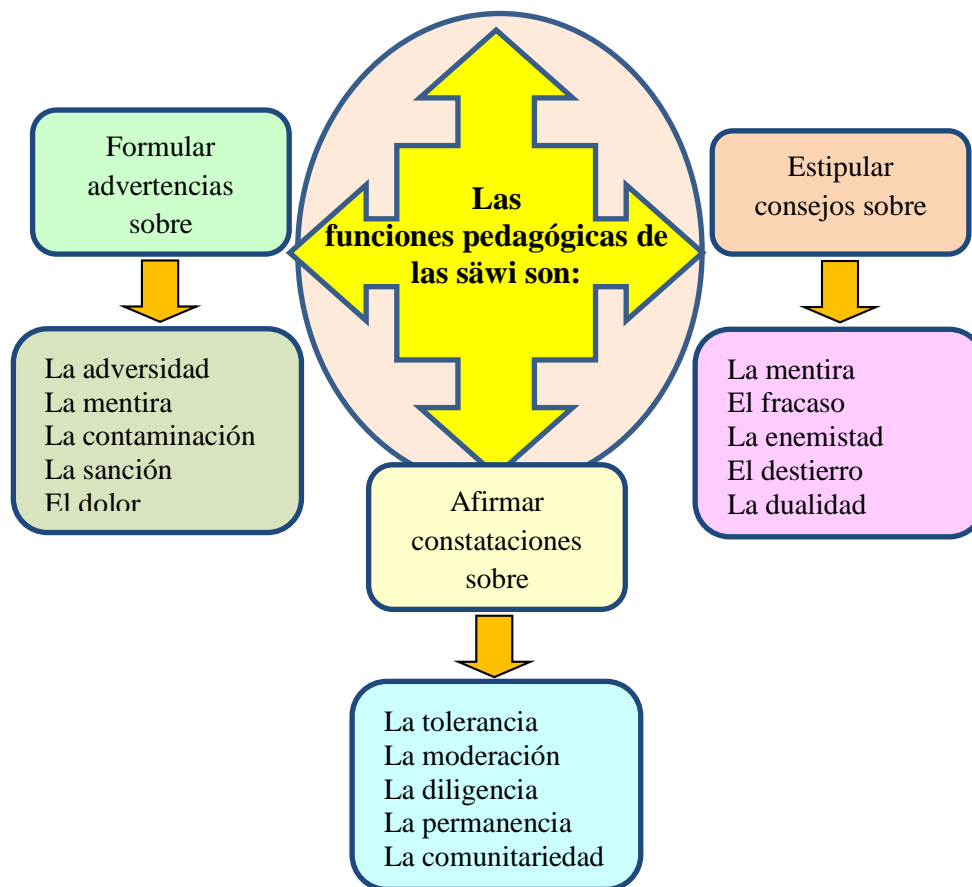 Las
funciones pedagógicas de
las säwi son:
Formular
advertencias
sobre
La adversidad
La mentira
La contaminación
La sanción
El dolor
Estipular
consejos sobre
La mentira
El fracaso
La enemistad
El destierro
La dualidad
Afirmar
constataciones
sobre
La tolerancia
La moderación
La diligencia
La permanencia
La comunitariedad